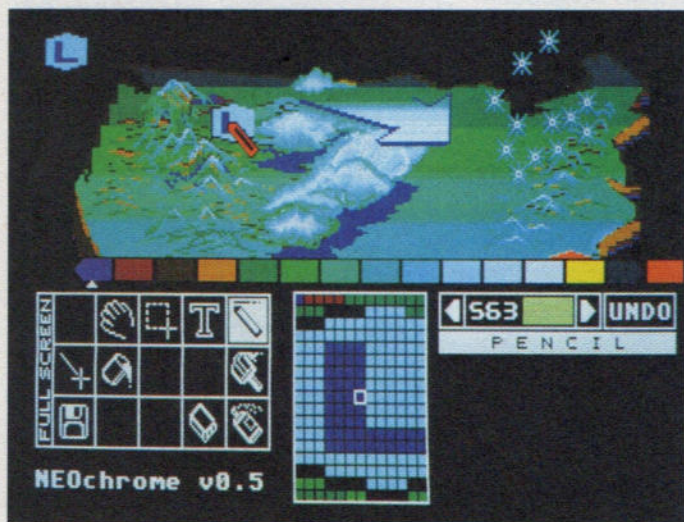 L
L
FULL SCREEN
T
563
UNDO
PENCIL
L
NEOchrome v0.5